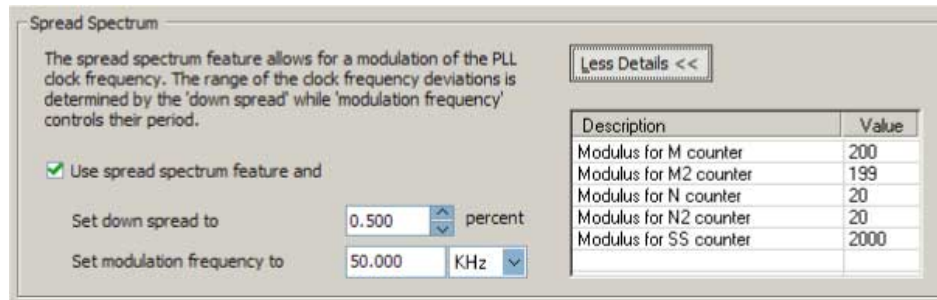 Spread Spectrum
The spread spectrum feature allows for a modulation of the PLL
clock frequency. The range of the clock frequency deviations is
determined by the 'down spread' while 'modulation frequency'
controls their period.
Use spread spectrum feature and
Set down spread to 0.500 percent
Set modulation frequency to 50.000 KHz
Less Details <<
Description Value
Modulus for M counter 200
Modulus for M2 counter 199
Modulus for N counter 20
Modulus for N2 counter 20
Modulus for SS counter 2000